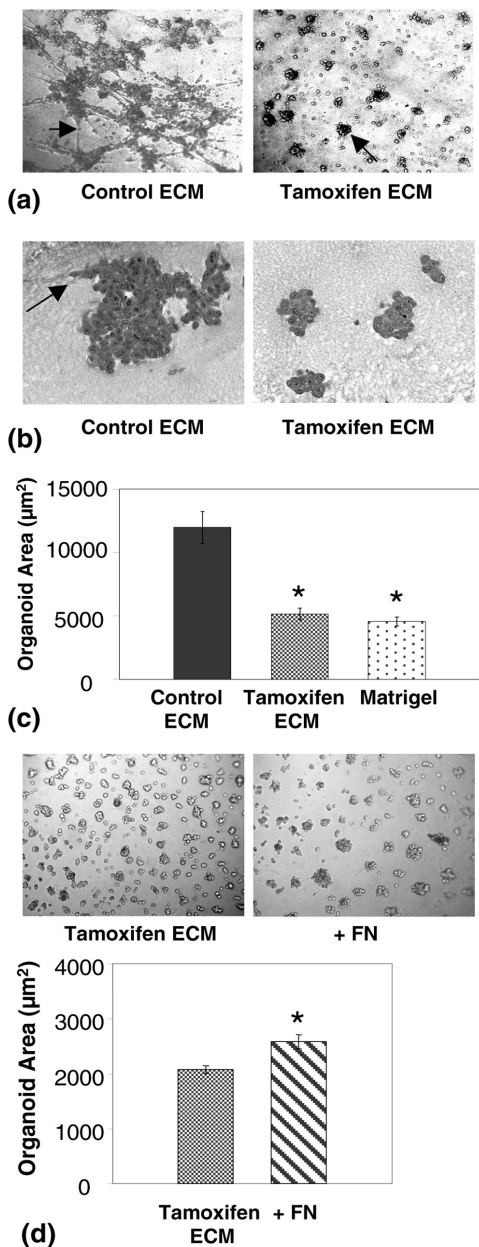 Control ECM
Tamoxifen ECM
(a)
Control ECM
Tamoxifen ECM
(b)
Organoid Area (µm²)
15000
10000
5000
0
*
*
Control
ECM
Tamoxifen
ECM
Matrigel
(c)
Tamoxifen ECM
+ FN
Organoid Area (µm²)
4000
3000
2000
1000
0
*
Tamoxifen
ECM
+ FN
(d)